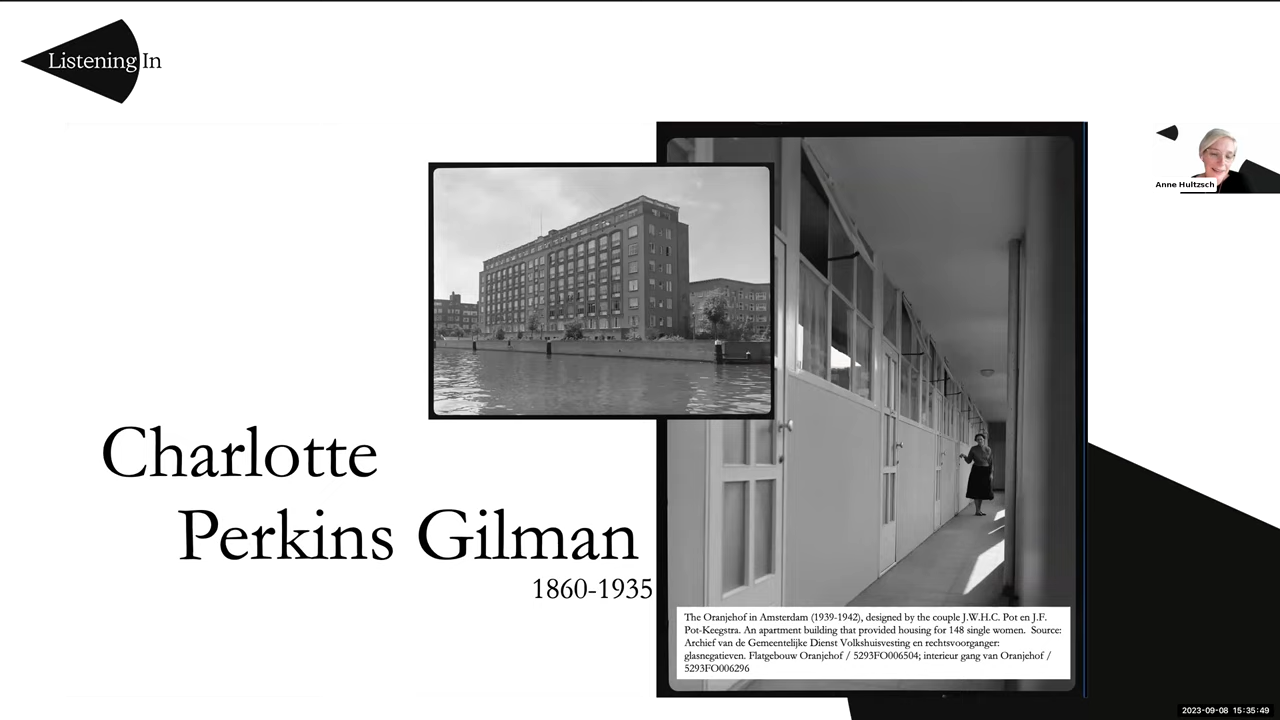 Listening In
Anne Hultzsch
Charlotte
Perkins Gilman
1860-1935
The Oranjehof in Amsterdam (1939-1942), designed by the couple J.W.H.C. Pot en J.F.
Pot-Keegstra. An apartment building that provided housing for 148 single women. Source:
Archief van de Gemeentelijke Dienst Volkshuisvesting en rechtsvoorganger:
glasnegatieven. Flatgebouw Oranjehof / 5293FO006504; interieur gang van Oranjehof /
5293FO006296
2023-09-08 15:35:49